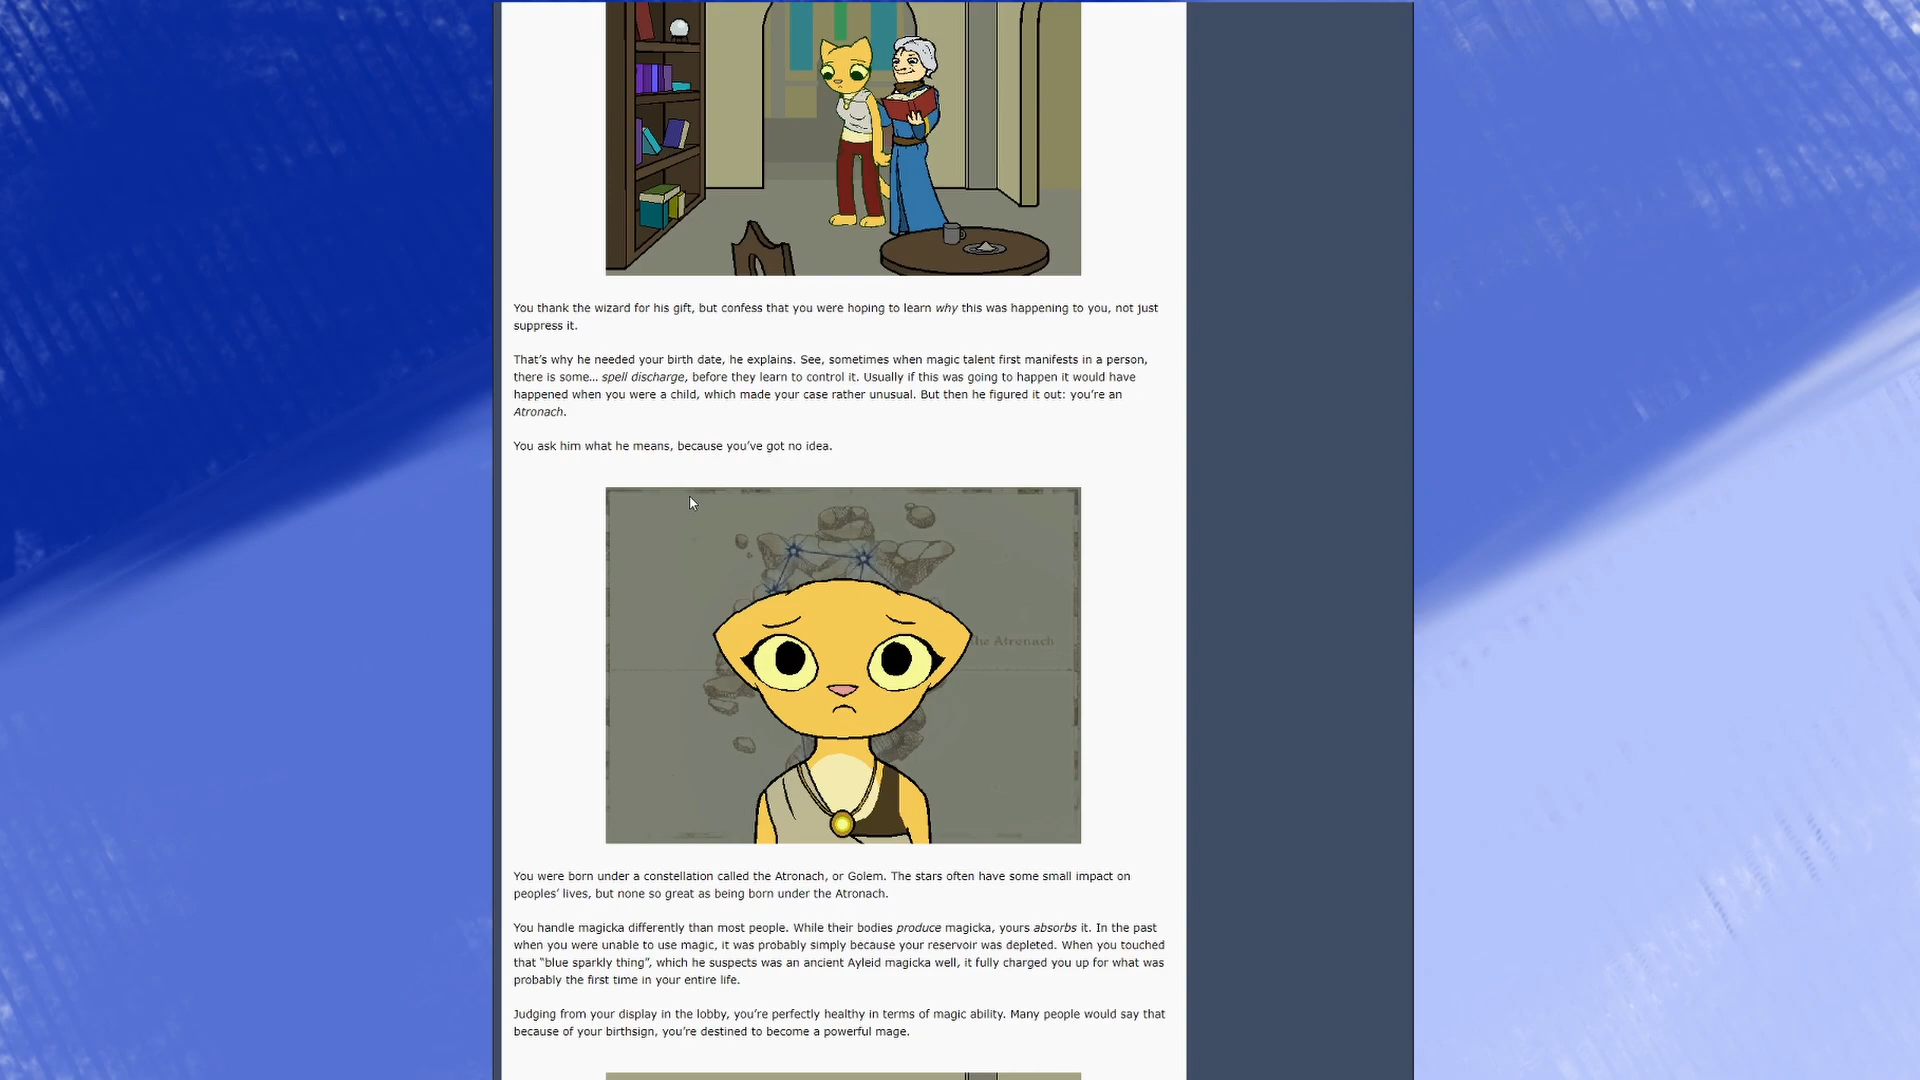 You thank the wizard for his gift, but confess that you were hoping to learn why this was happening to you, not just
suppress it.
That’s why he needed your birth date, he explains. See, sometimes when magic talent first manifests in a person,
there is some… spell discharge, before they learn to control it. Usually if this was going to happen it would have
happened when you were a child, which made your case rather unusual. But then he figured it out: you’re an
Atronach.
You ask him what he means, because you’ve got no idea.
The Atronach
You were born under a constellation called the Atronach, or Golem. The stars often have some small impact on
peoples’ lives, but none so great as being born under the Atronach.
You handle magicka differently than most people. While their bodies produce magicka, yours absorbs it. In the past
when you were unable to use magic, it was probably simply because your reservoir was depleted. When you touched
that “blue sparkly thing”, which he suspects was an ancient Ayleid magicka well, it fully charged you up for what was
probably the first time in your entire life.
Judging from your display in the lobby, you’re perfectly healthy in terms of magic ability. Many people would say that
because of your birthsign, you’re destined to become a powerful mage.